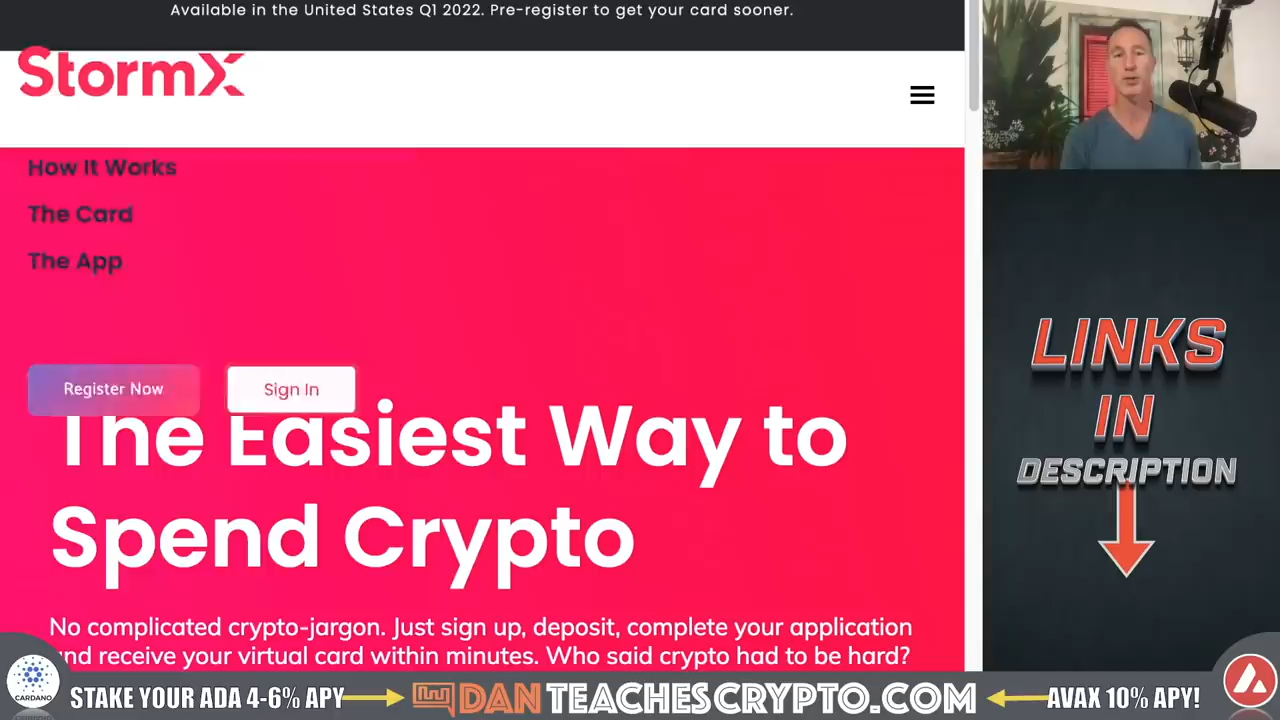 Available in the United States Q1 2022. Pre-register to get your card sooner.
StormX
How It Works
The Card
The App
Register Now
Sign In
The Easiest Way to
Spend Crypto
No complicated crypto-jargon. Just sign up, deposit, complete your application
and receive your virtual card within minutes. Who said crypto had to be hard?
LINKS
IN
DESCRIPTION
CARDANO
STAKE YOUR ADA 4-6% APY
DANTEACHESCRYPTO.COM
AVAX 10% APY!